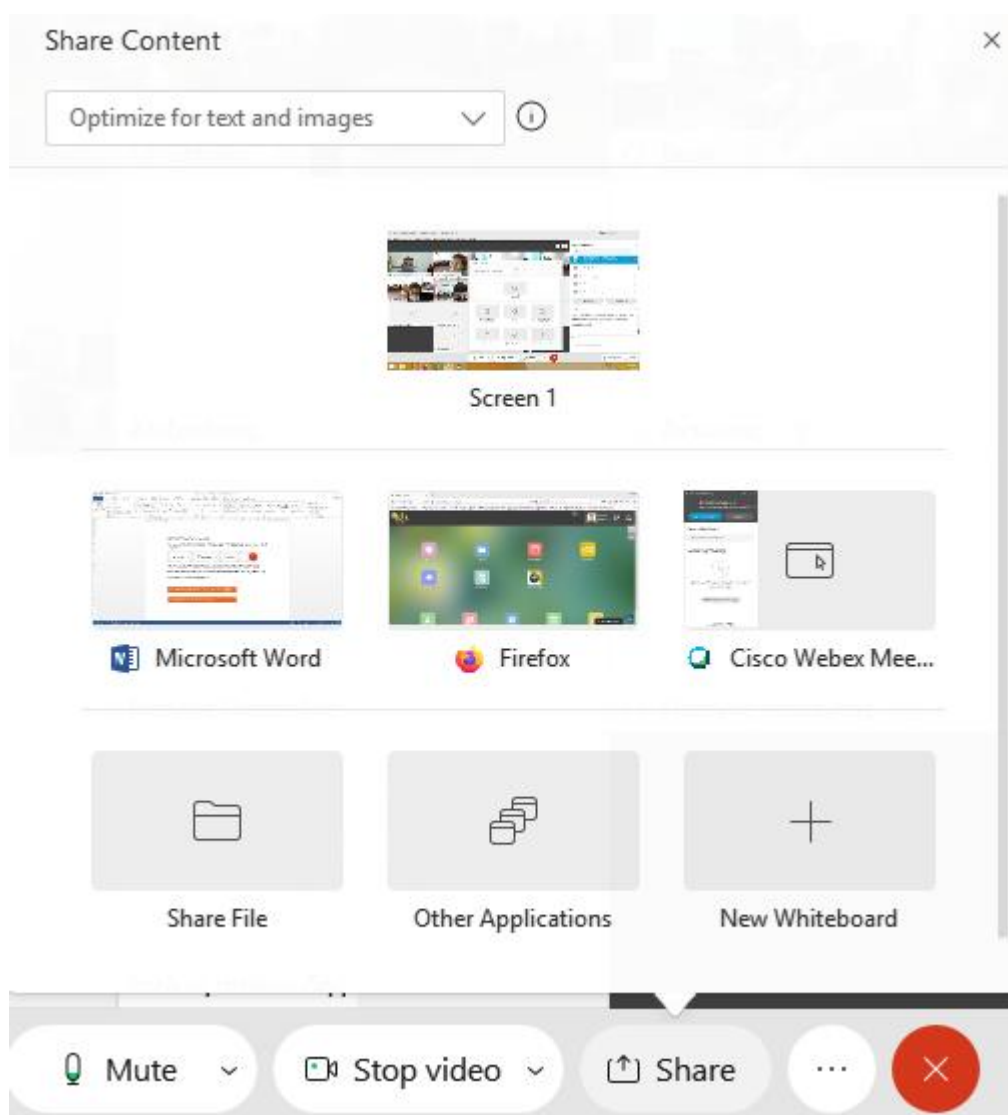 Share Content
Optimize for text and images
Screen 1
Microsoft Word
Firefox
Cisco Webex Mee...
Share File
Other Applications
New Whiteboard
Mute
Stop video
Share